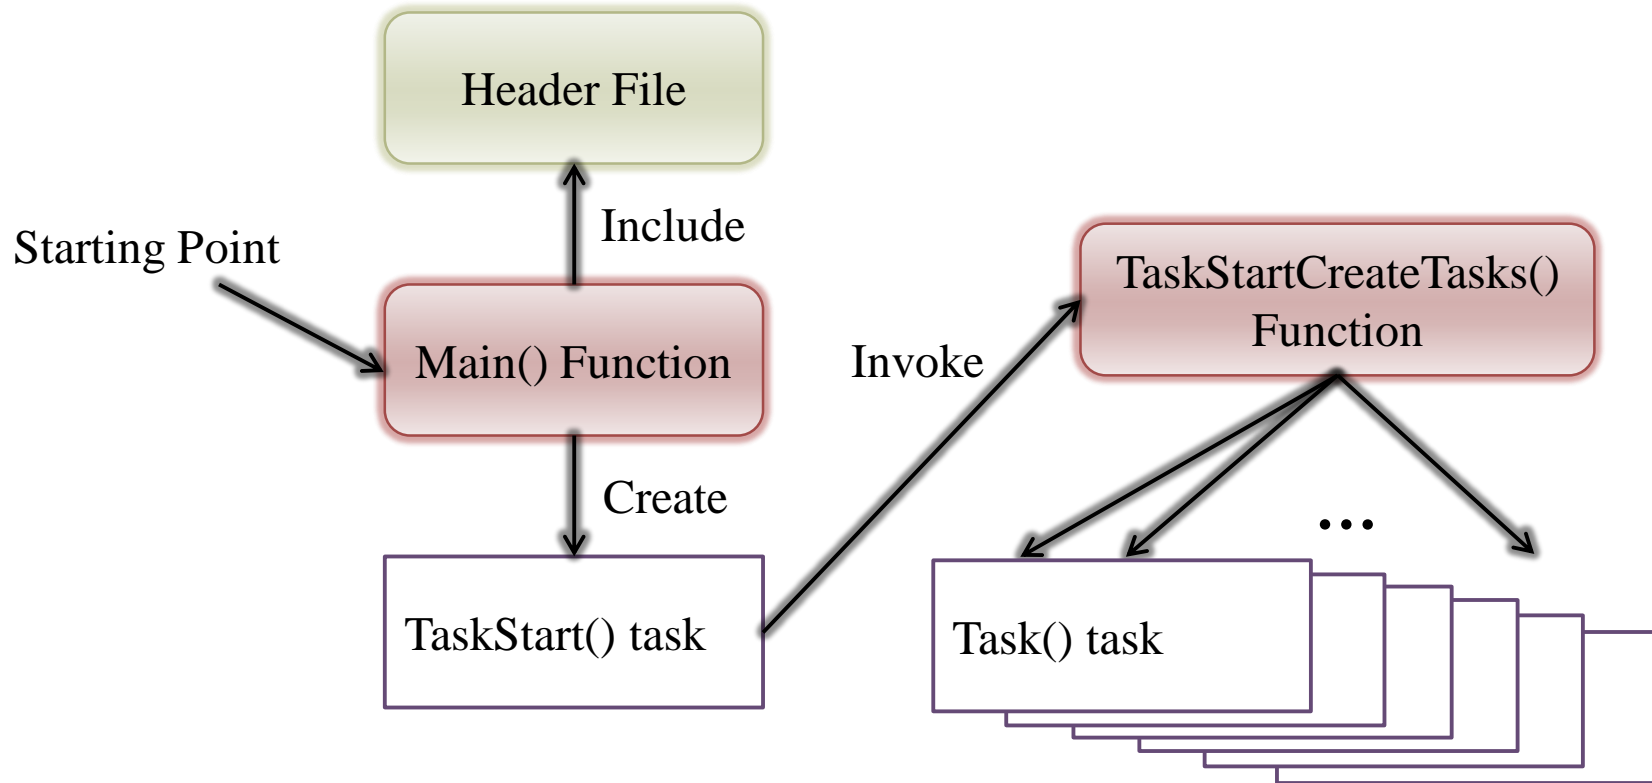 Header File
Include
Starting Point
Main() Function
Create
TaskStart() task
Invoke
TaskStartCreateTasks()
Function
...
Task() task